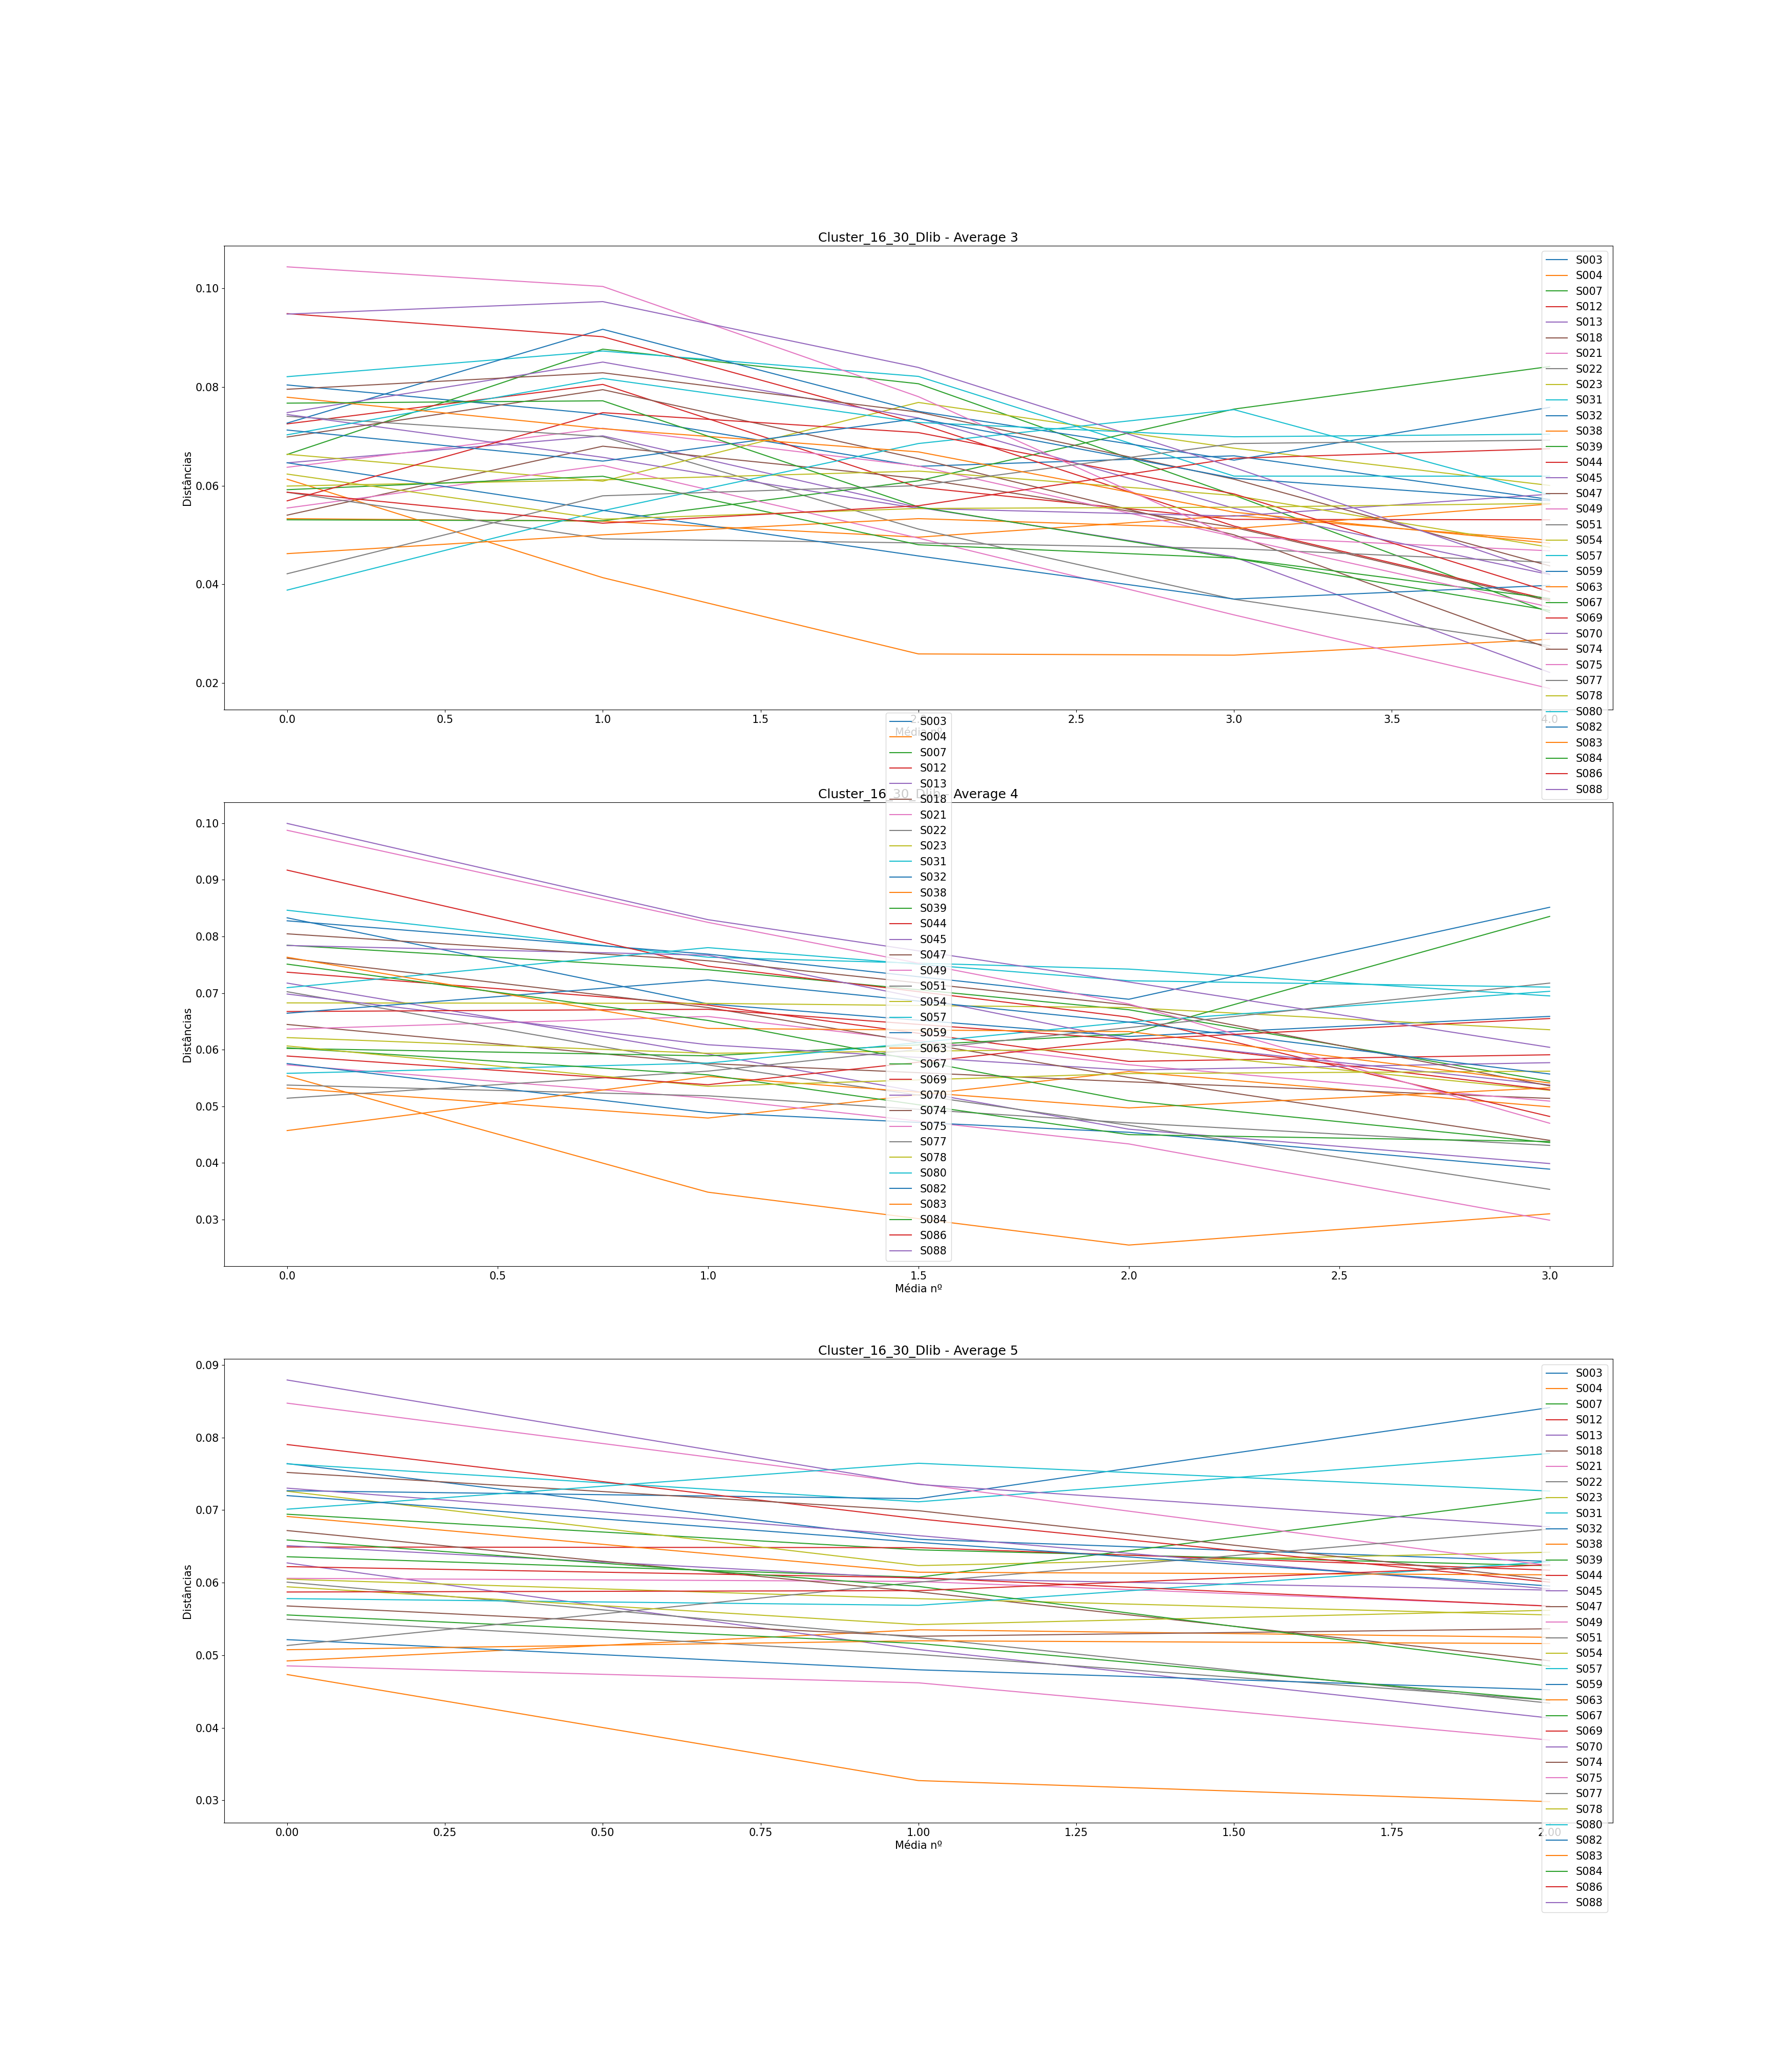 Cluster_16_30_Dlib - Average 3
Distâncias
0.10
0.08
0.06
0.04
0.02
0.0
0.5
1.0
1.5
2.0
2.5
3.0
3.5
4.0
Média nº
S003
S004
S007
S012
S013
S018
S021
S022
S023
S031
S032
S038
S039
S044
S045
S047
S049
S051
S054
S057
S059
S063
S067
S069
S070
S074
S075
S077
S078
S080
S082
S083
S084
S086
S088
Cluster_16_30_Dlib - Average 4
Distâncias
0.10
0.09
0.08
0.07
0.06
0.05
0.04
0.03
0.0
0.5
1.0
1.5
2.0
2.5
3.0
Média nº
S003
S004
S007
S012
S013
S018
S021
S022
S023
S031
S032
S038
S039
S044
S045
S047
S049
S051
S054
S057
S059
S063
S067
S069
S070
S074
S075
S077
S078
S080
S082
S083
S084
S086
S088
Cluster_16_30_Dlib - Average 5
Distâncias
0.09
0.08
0.07
0.06
0.05
0.04
0.03
0.00
0.25
0.50
0.75
1.00
1.25
1.50
1.75
2.00
Média nº
S003
S004
S007
S012
S013
S018
S021
S022
S023
S031
S032
S038
S039
S044
S045
S047
S049
S051
S054
S057
S059
S063
S067
S069
S070
S074
S075
S077
S078
S080
S082
S083
S084
S086
S088